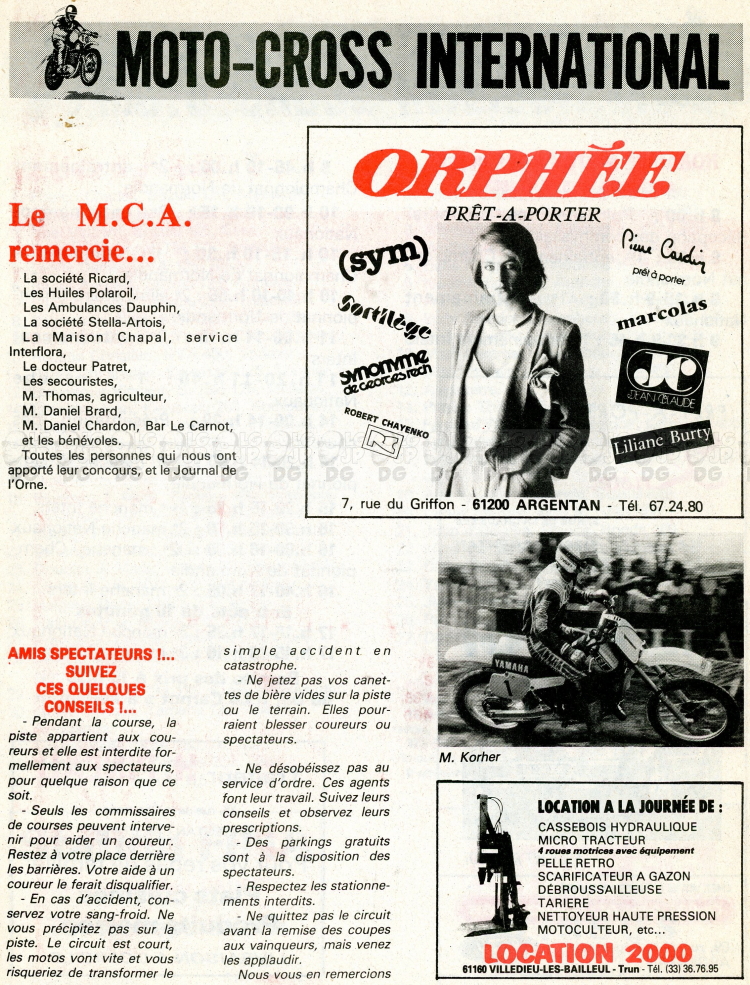 MOTO-CROSS INTERNATIONAL
Le M.C.A.
remercie...
La société Ricard,
Les Huiles Polaroil,
Les Ambulances Dauphin,
La société Stella-Artois,
La Maison Chapal, service
Interflora,
Le docteur Patret,
Les secouristes,
M. Thomas, agriculteur,
M. Daniel Brard,
M. Daniel Chardon, Bar Le Carnot,
et les bénévoles.
Toutes les personnes qui nous ont
apporté leur concours, et le Journal de
l'Orne.
ORPHÉE
PRÊT-A-PORTER
(sym)
Sortilège
synonyme
de georges rech
ROBERT CHAYENKO
Pierre Cardin
prêt à porter
marcolas
JC
JEAN CLAUDE
Liliane Burty
7, rue du Griffon - 61200 ARGENTAN - Tél. 67.24.80
AMIS SPECTATEURS !...
SUIVEZ
CES QUELQUES
CONSEILS !...
- Pendant la course, la
piste appartient aux cou-
reurs et elle est interdite for-
mellement aux spectateurs,
pour quelque raison que ce
soit.
- Seuls les commissaires
de courses peuvent interve-
nir pour aider un coureur.
Restez à votre place derrière
les barrières. Votre aide à un
coureur le ferait disqualifier.
- En cas d'accident, con-
servez votre sang-froid. Ne
vous précipitez pas sur la
piste. Le circuit est court,
les motos vont vite et vous
risqueriez de transformer le
simple accident en
catastrophe.
- Ne jetez pas vos canet-
tes de bière vides sur la piste
ou le terrain. Elles pour-
raient blesser coureurs ou
spectateurs.
- Ne désobéissez pas au
service d'ordre. Ces agents
font leur travail. Suivez leurs
conseils et observez leurs
prescriptions.
- Des parkings gratuits
sont à la disposition des
spectateurs.
- Respectez les stationne-
ments interdits.
- Ne quittez pas le circuit
avant la remise des coupes
aux vainqueurs, mais venez
les applaudir.
Nous vous en remercions
YAMAHA
1
1
M. Korher
LOCATION A LA JOURNÉE DE :
CASSEBOIS HYDRAULIQUE
MICRO TRACTEUR
4 roues motrices avec équipement
PELLE RETRO
SCARIFICATEUR A GAZON
DÉBROUSSAILLEUSE
TARIERE
NETTOYEUR HAUTE PRESSION
MOTOCULTEUR, etc...
LOCATION 2000
61160 VILLEDIEU-LES-BAILLEUL - Trun - Tél. (33) 36.76.95